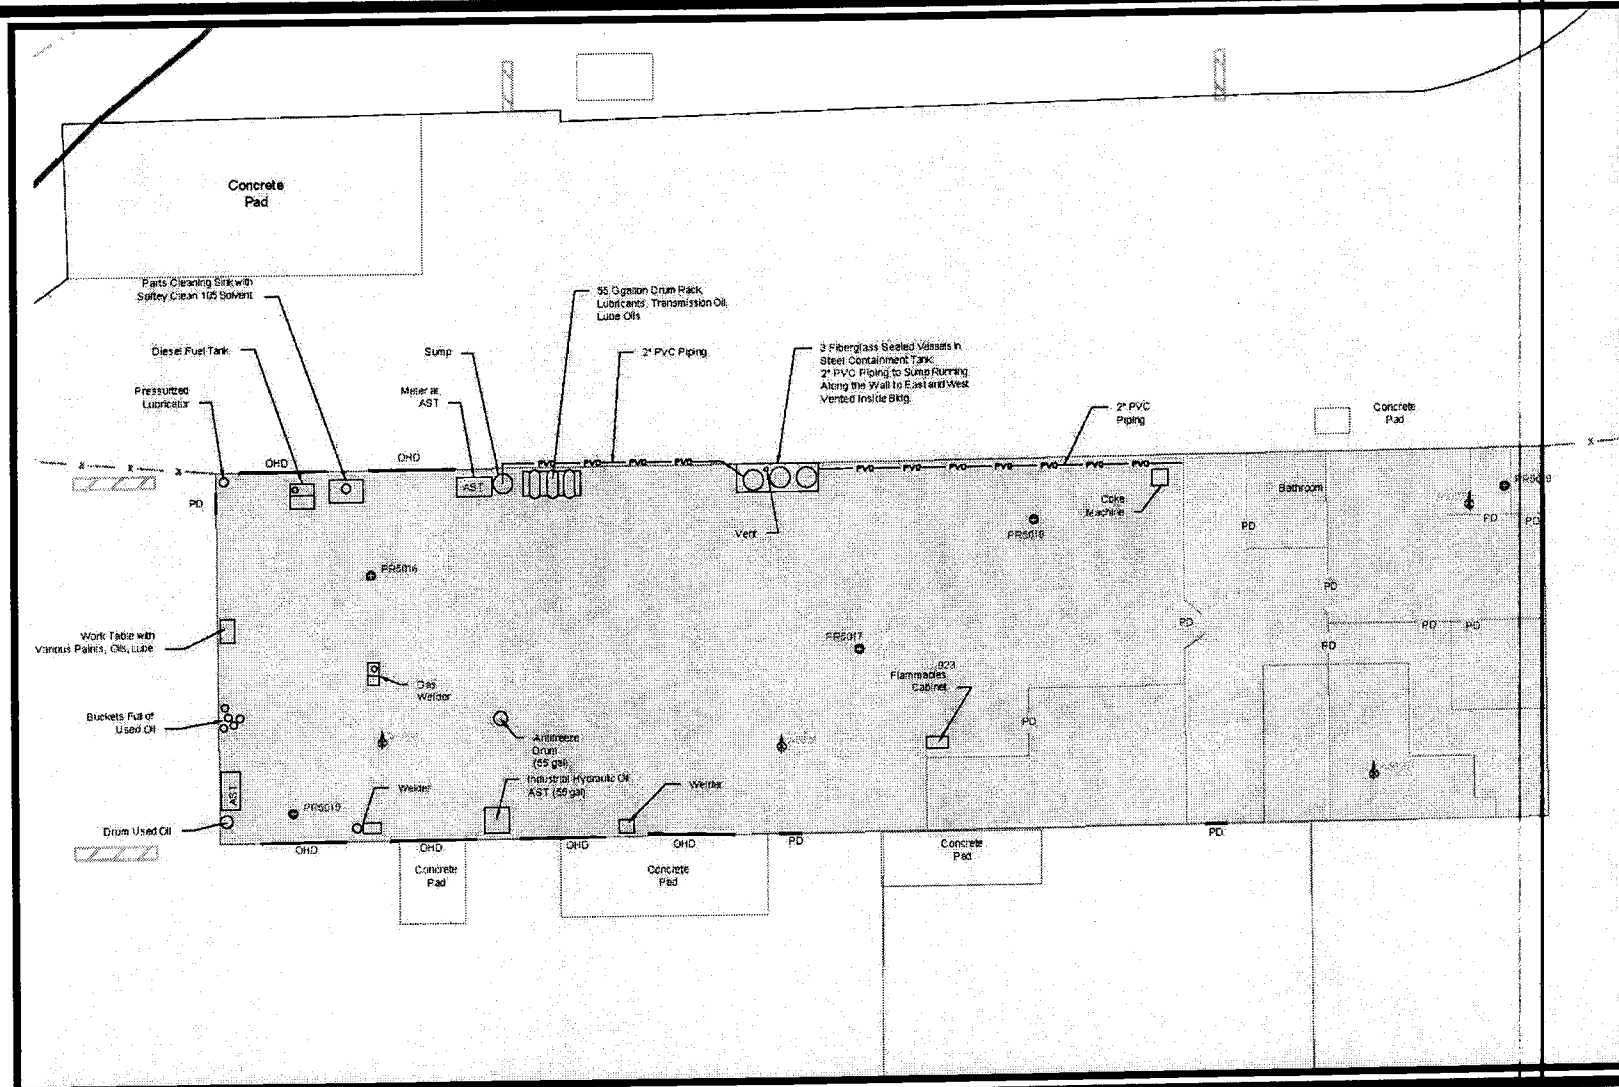 Concrete
Pad
Parts Cleaning Sink with
Softey Clean 105 Solvent
55 Ggallon Drum Rack,
Lubricants, Transmission Oil,
Lube Oils
Diesel Fuel Tank
Sump
2" PVC Piping
3 Fiberglass Sealed Vessels in
Steel Containment Tank
2" PVC Piping to Sump Running
Along the Wall to East and West
Vented Inside Bldg.
Pressurized
Lubricator
Meter at
AST
2" PVC
Piping
Concrete
Pad
x x x
OHD
OHD
PVC PVC PVC PVC
PVC PVC PVC PVC PVC PVC PVC
x
AST
PD
Vent
Coke
Machine
Bathroom
PD
PD
PD
PR5016
PD
Work Table with
Various Paints, Oils, Lube
PR5017
PD
PD
PD
PD
Gas
Welder
923
Flammables
Cabinet
Buckets Full of
Used Oil
PD
Antifreeze
Drum
(55 gal)
Industrial Hydraulic Oil
AST (55 gal)
Welder
Welder
AST
Drum Used Oil
OHD
OHD
OHD
OHD
PD
PD
Concrete
Pad
Concrete
Pad
Concrete
Pad